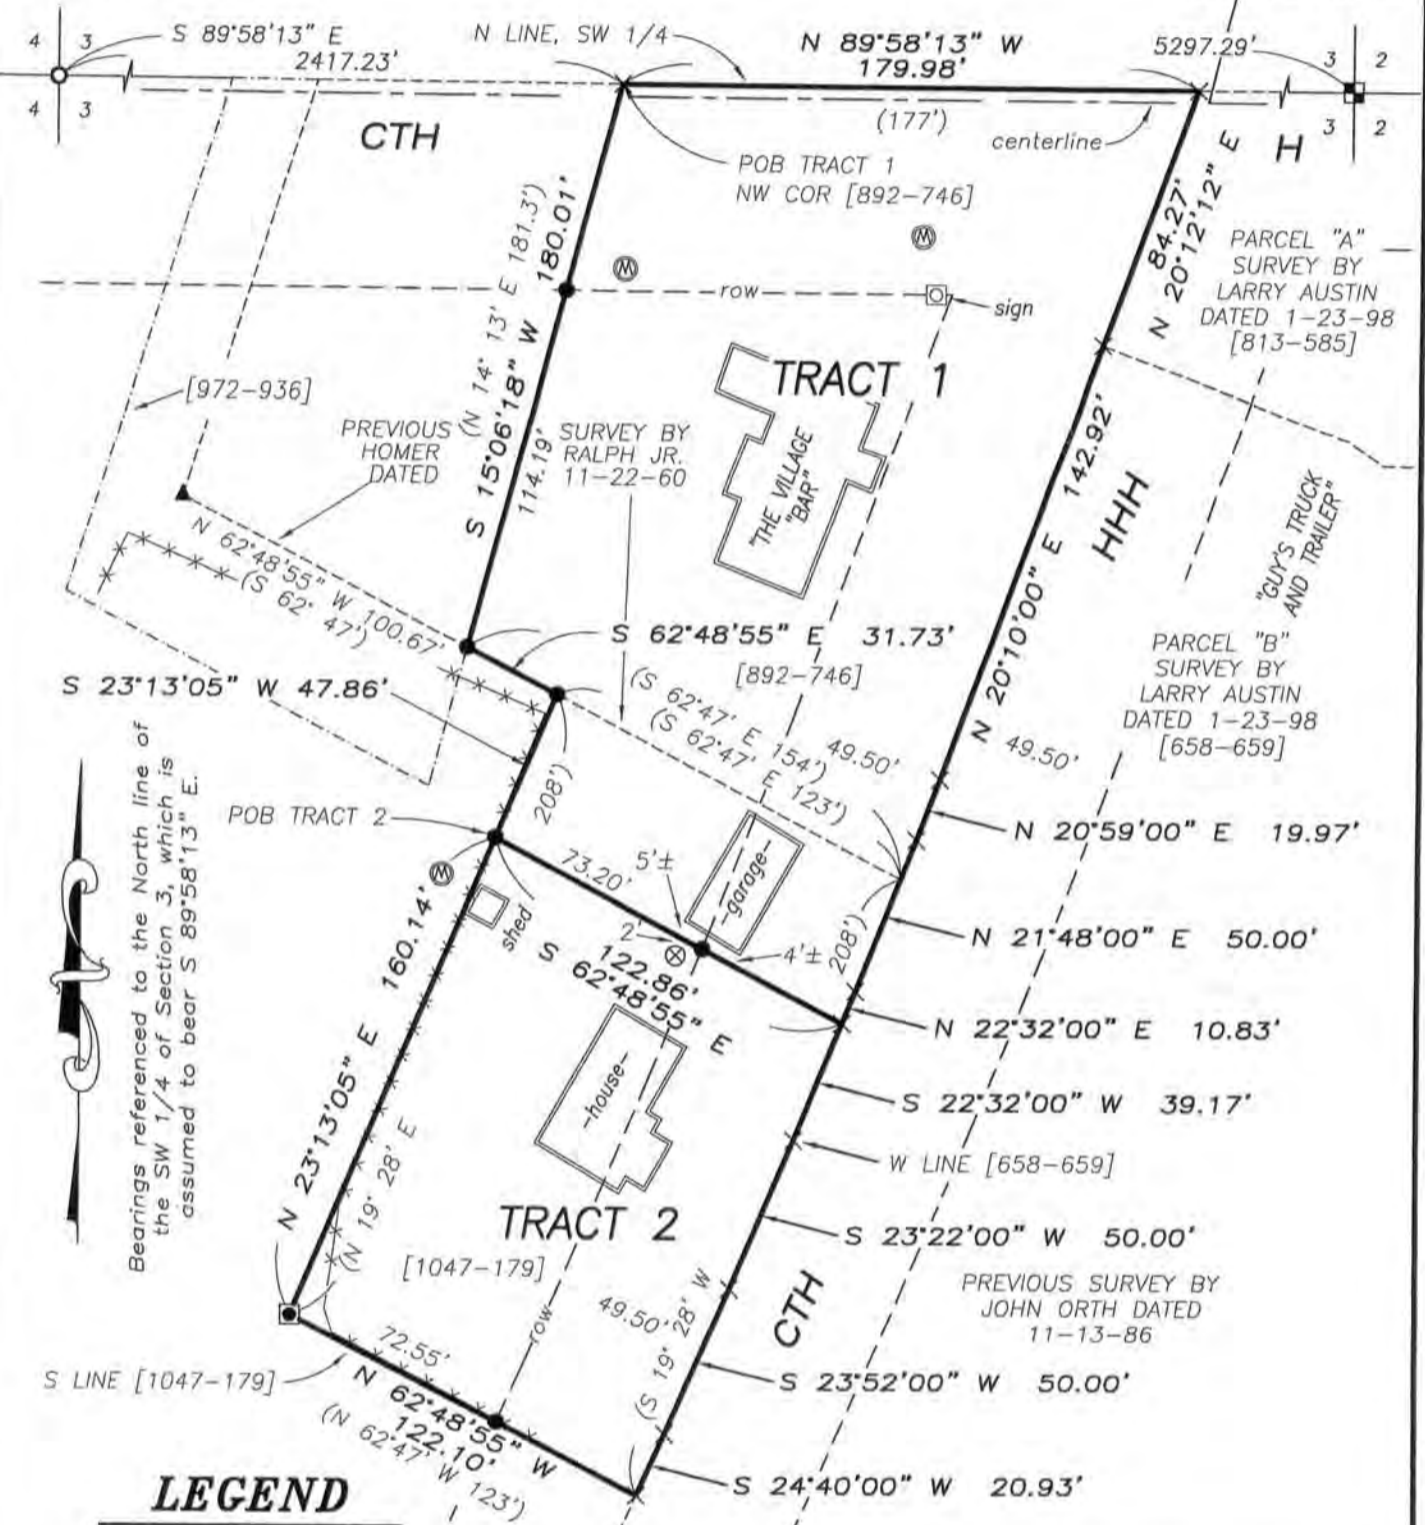 4 3
4 3
S 89°58'13" E
2417.23'
N LINE, SW 1/4
N 89°58'13" W
179.98'
5297.29'
3 2
3 2
CTH
(177')
centerline
H
POB TRACT 1
NW COR [892-746]
84.27'
N 20°12'12" E
PARCEL "A"
SURVEY BY
LARRY AUSTIN
DATED 1-23-98
[813-585]
(N 14° 13' E 181.3')
S 15°06'18" W 180.01'
114.19'
M
M
row
sign
TRACT 1
"THE VILLAGE
BAR"
[972-936]
PREVIOUS
HOMER
DATED
SURVEY BY
RALPH JR.
11-22-60
N 20°10'00" E 142.92'
HHH
"GUY'S TRUCK
AND TRAILER"
N 62°48'55" W 100.67'
(S 62° 47')
S 62°48'55" E 31.73'
[892-746]
(S 62°47' E 154')
(S 62°47' E 123')
PARCEL "B"
SURVEY BY
LARRY AUSTIN
DATED 1-23-98
[658-659]
S 23°13'05" W 47.86'
49.50'
49.50'
208')
POB TRACT 2
N 20°59'00" E 19.97'
Bearings referenced to the North line of
the SW 1/4 of Section 3, which is
assumed to bear S 89°58'13" E.
M
73.20'
5'±
garage
shed
2'
4'±
208')
S 62°48'55" E
122.86'
N 21°48'00" E 50.00'
N 22°32'00" E 10.83'
N 23°13'05" E 160.14'
(N 19° 28' E
house
S 22°32'00" W 39.17'
W LINE [658-659]
TRACT 2
S 23°22'00" W 50.00'
[1047-179]
PREVIOUS SURVEY BY
JOHN ORTH DATED
11-13-86
CTH
49.50'
(S 19° 28' W
row
72.55'
S LINE [1047-179]
S 23°52'00" W 50.00'
N 62°48'55" W
122.10'
(N 62°47' W 123')
S 24°40'00" W 20.93'
LEGEND